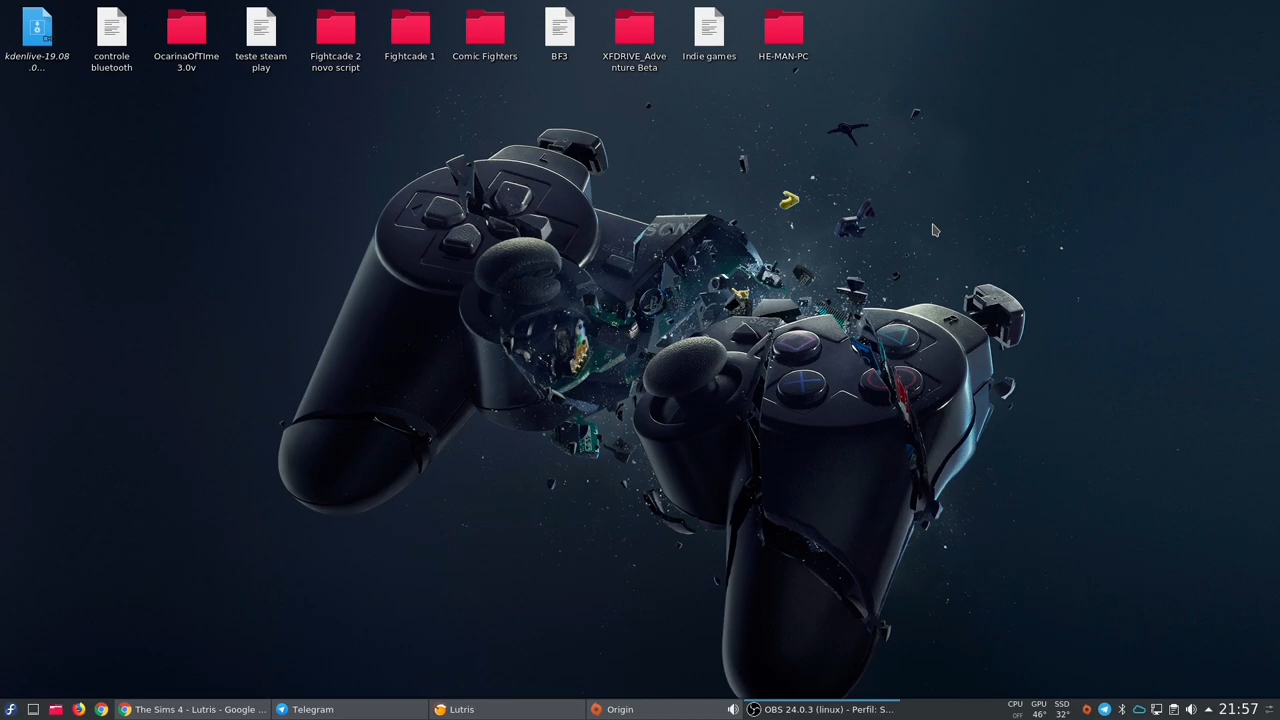 kdenlive-19.08
.0...
controle
bluetooth
OcarinaOfTIme
3.0v
teste steam
play
Fightcade 2
novo script
Fightcade 1
Comic Fighters
BF3
XFDRIVE_Adve
nture Beta
Indie games
HE-MAN-PC
L
SONY
R
The Sims 4 - Lutris - Google ...
Telegram
Lutris
Origin
OBS 24.0.3 (linux) - Perfil: S...
CPU GPU SSD
OFF 46° 32°
21:57